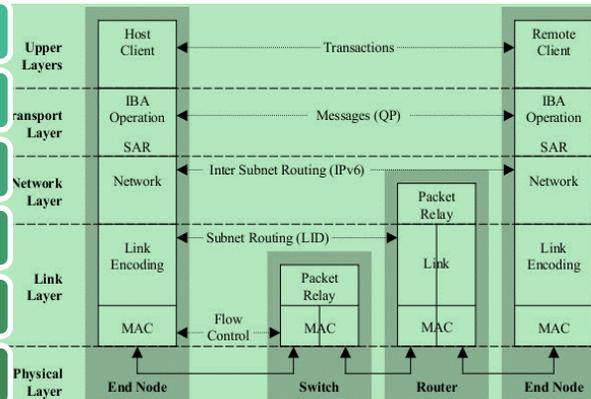 Upper
Layers
Host
Client
Transactions
Remote
Client
ransport
Layer
IBA
Operation
SAR
Messages (QP)
IBA
Operation
SAR
Network
Layer
Network
Inter Subnet Routing (IPv6)
Packet
Relay
Network
Link
Layer
Link
Encoding
Subnet Routing (LID)
Packet
Relay
Link
Link
Encoding
MAC
Flow
Control
MAC
MAC
MAC
Physical
Layer
End Node
Switch
Router
End Node